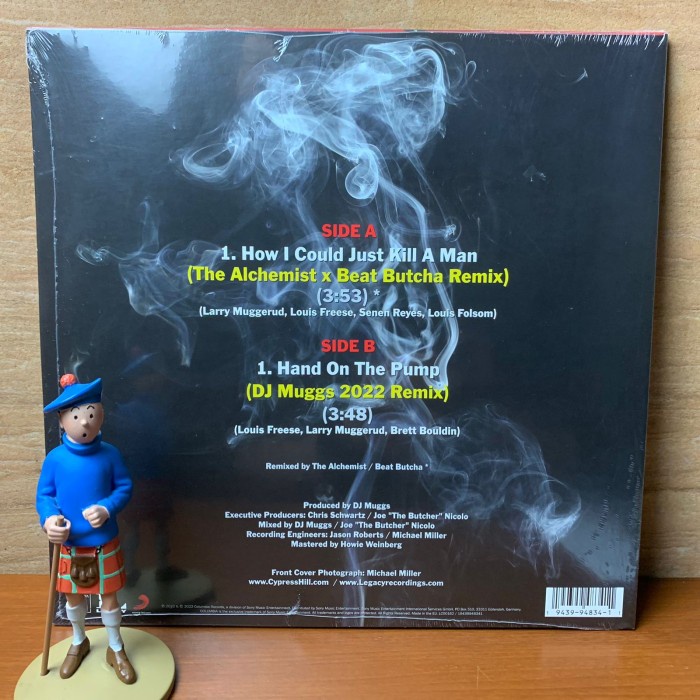 SIDE A
1. How I Could Just Kill A Man
(The Alchemist x Beat Butcha Remix)
(3:53) *
(Larry Muggerud, Louis Freese, Senen Reyes, Louis Folsom)
SIDE B
1. Hand On The Pump
(DJ Muggs 2022 Remix)
(3:48)
(Louis Freese, Larry Muggerud, Brett Bouldin)
Remixed by The Alchemist / Beat Butcha *
Produced by DJ Muggs
Executive Producers: Chris Schwartz / Joe "The Butcher" Nicolo
Mixed by DJ Muggs / Joe "The Butcher" Nicolo
Recording Engineers: Jason Roberts / Michael Miller
Mastered by Howie Weinberg
Front Cover Photograph: Michael Miller
www.CypressHill.com / www.Legacyrecordings.com
1 9439-94834-1